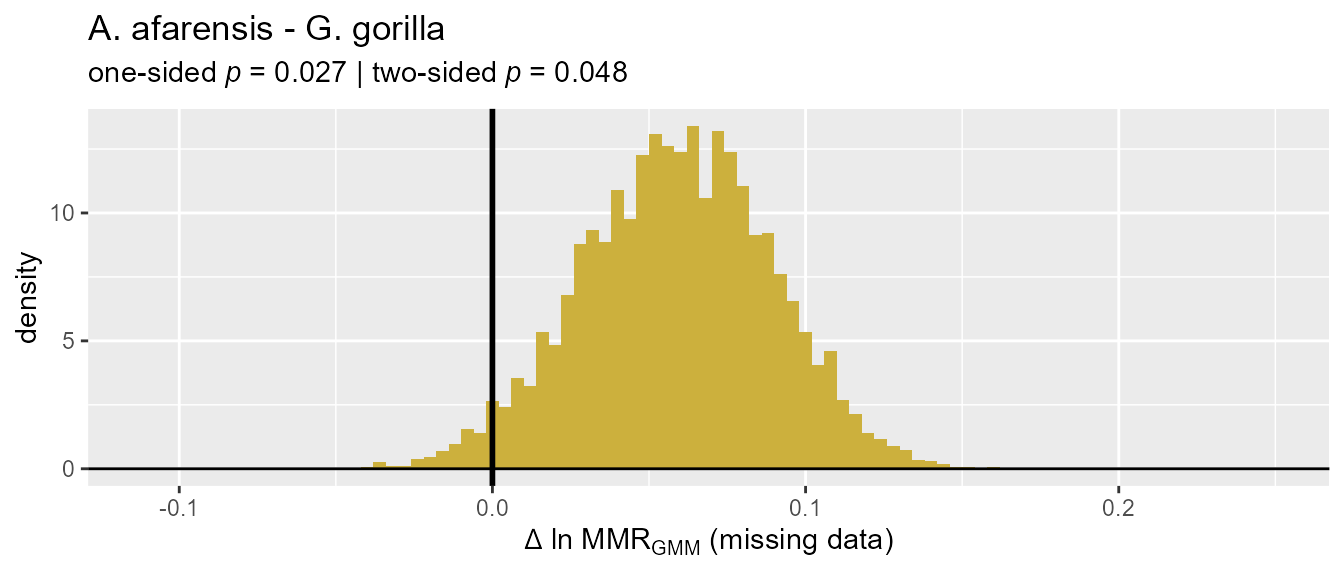 A. afarensis - G. gorilla
one-sided p = 0.027 | two-sided p = 0.048
density
10
5
0
-0.1
0.0
0.1
0.2
Δ ln MMRGMM (missing data)